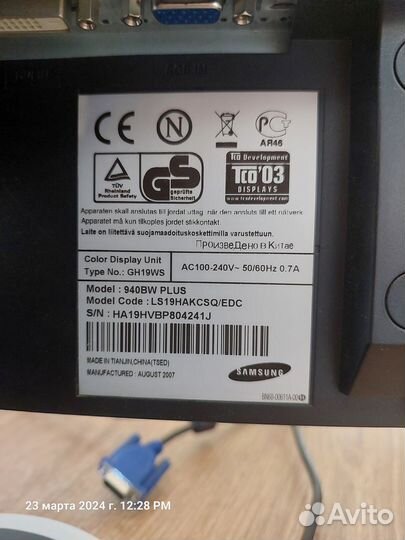 CE
N
PG
АЯ46
TÜV
Rheinland
Product Safety
GS
geprüfte
Sicherheit
TCO Development
TCO'03
DISPLAYS
Apparaten skall anslutas till jordat uttag när den ansluts till ett nätverk.
Apparatet må kun tilkoples jordet stikkontakt.
Laite on liitettävä suojamaadoituskoskettimilla varustettuun.
ПроизвеДено в Китае
Color Display Unit
Type No.: GH19WS
AC100-240V~ 50/60Hz 0.7A
Model : 940BW PLUS
Model Code : LS19HAKCSQ/EDC
S/N : HA19HVBP804241J
MADE IN TIANJIN,CHINA(TSED)
MANUFACTURED : AUGUST 2007
SAMSUNG
23 марта 2024 г. 12:28 PM
Avito